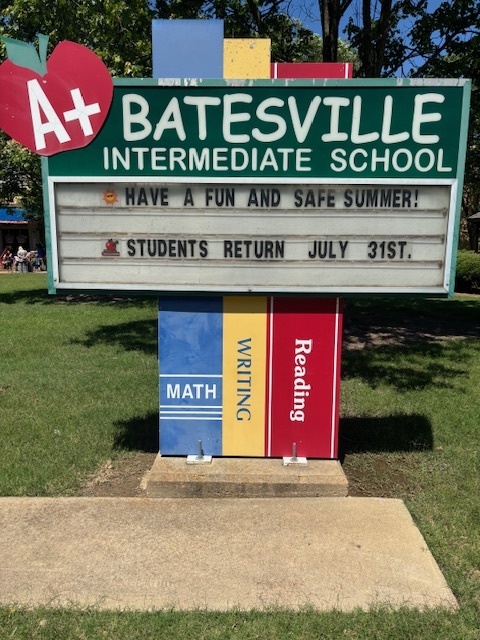 A+
BATESVILLE
INTERMEDIATE SCHOOL
HAVE A FUN AND SAFE SUMMER!
STUDENTS RETURN JULY 31ST.
MATH
WRITING
Reading